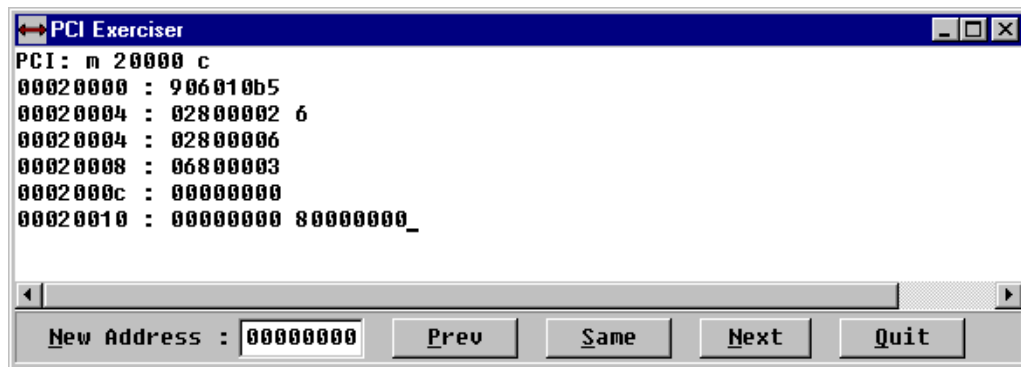 PCI Exerciser
PCI: m 20000 c
00020000 : 906010b5
00020004 : 02800002 6
00020004 : 02800006
00020008 : 06800003
0002000c : 00000000
00020010 : 00000000 80000000_
New Address : 00000000 Prev Same Next Quit